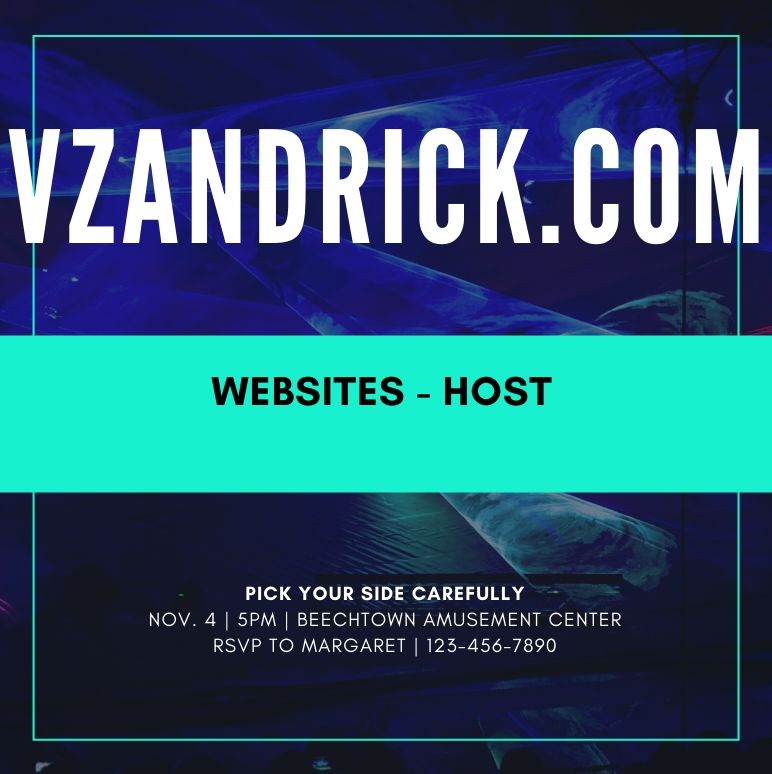 VZANDRICK.COM
WEBSITES - HOST
PICK YOUR SIDE CAREFULLY
NOV. 4 | 5PM | BEECHTOWN AMUSEMENT CENTER
RSVP TO MARGARET | 123-456-7890